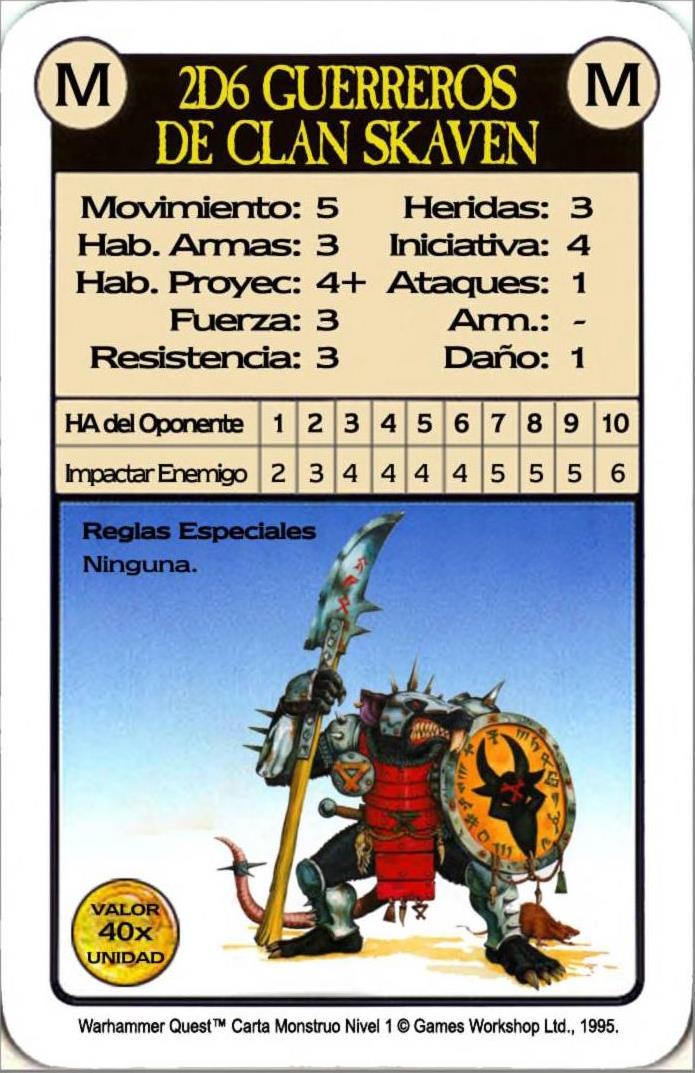 M
2D6 GUERREROS
DE CLAN SKAVEN
M
Movimiento: 5 Heridas: 3
Hab. Armas: 3 Iniciativa: 4
Hab. Proyec: 4+ Ataques: 1
Fuerza: 3 Arm.: -
Resistencia: 3 Daño: 1
HA del Oponente 1 2 3 4 5 6 7 8 9 10
Impactar Enemigo 2 3 4 4 4 4 5 5 5 6
Reglas Especiales
Ninguna.
VALOR
40x
UNIDAD
Warhammer Quest™ Carta Monstruo Nivel 1 © Games Workshop Ltd., 1995.